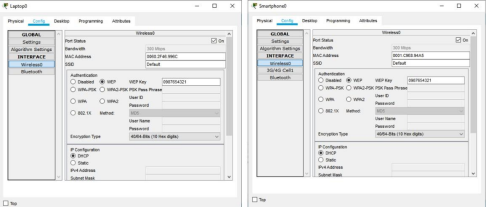 Laptop0
Physical Config Desktop Programming Attributes
GLOBAL
Settings
Algorithm Settings
INTERFACE
Wireless0
Bluetooth
Wireless0
Port Status On
Bandwidth 300 Mbps
MAC Address
SSID Default
Authentication
Disabled WEP WEP Key 0987654321
WPA-PSK WPA2-PSK PSK Pass Phrase
User ID
WPA WPA2
Password
802.1X Method: MD5
User Name
Password
Encryption Type 40/64-Bits (10 Hex digits)
IP Configuration
DHCP
Static
IPv4 Address
Subnet Mask
Top
Smartphone0
Physical Config Desktop Programming Attributes
GLOBAL
Settings
Algorithm Settings
INTERFACE
Wireless0
3G/4G Cell1
Bluetooth
Wireless0
Port Status On
Bandwidth 300 Mbps
MAC Address
SSID Default
Authentication
Disabled WEP WEP Key 0987654321
WPA-PSK WPA2-PSK PSK Pass Phrase
User ID
WPA WPA2
Password
802.1X Method: MD5
User Name
Password
Encryption Type 40/64-Bits (10 Hex digits)
IP Configuration
DHCP
Static
IPv4 Address
Subnet Mask
Top